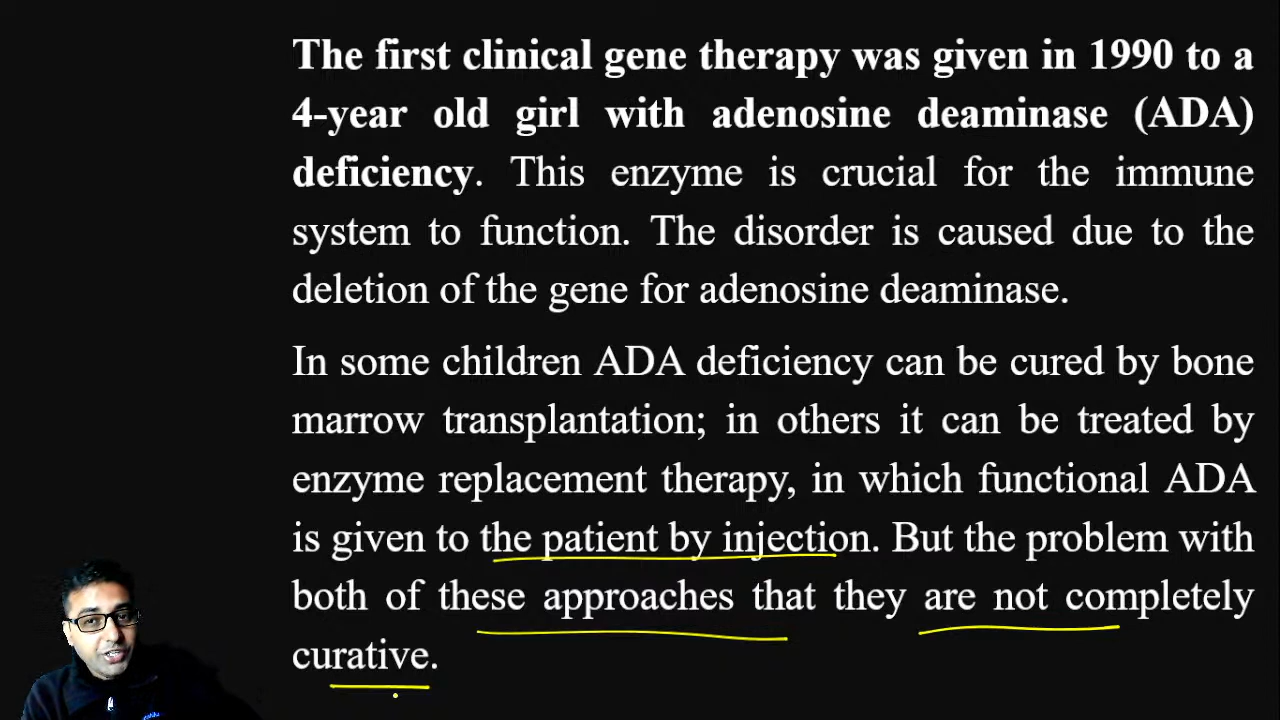 The first clinical gene therapy was given in 1990 to a
4-year old girl with adenosine deaminase (ADA)
deficiency. This enzyme is crucial for the immune
system to function. The disorder is caused due to the
deletion of the gene for adenosine deaminase.
In some children ADA deficiency can be cured by bone
marrow transplantation; in others it can be treated by
enzyme replacement therapy, in which functional ADA
is given to the patient by injection. But the problem with
both of these approaches that they are not completely
curative.